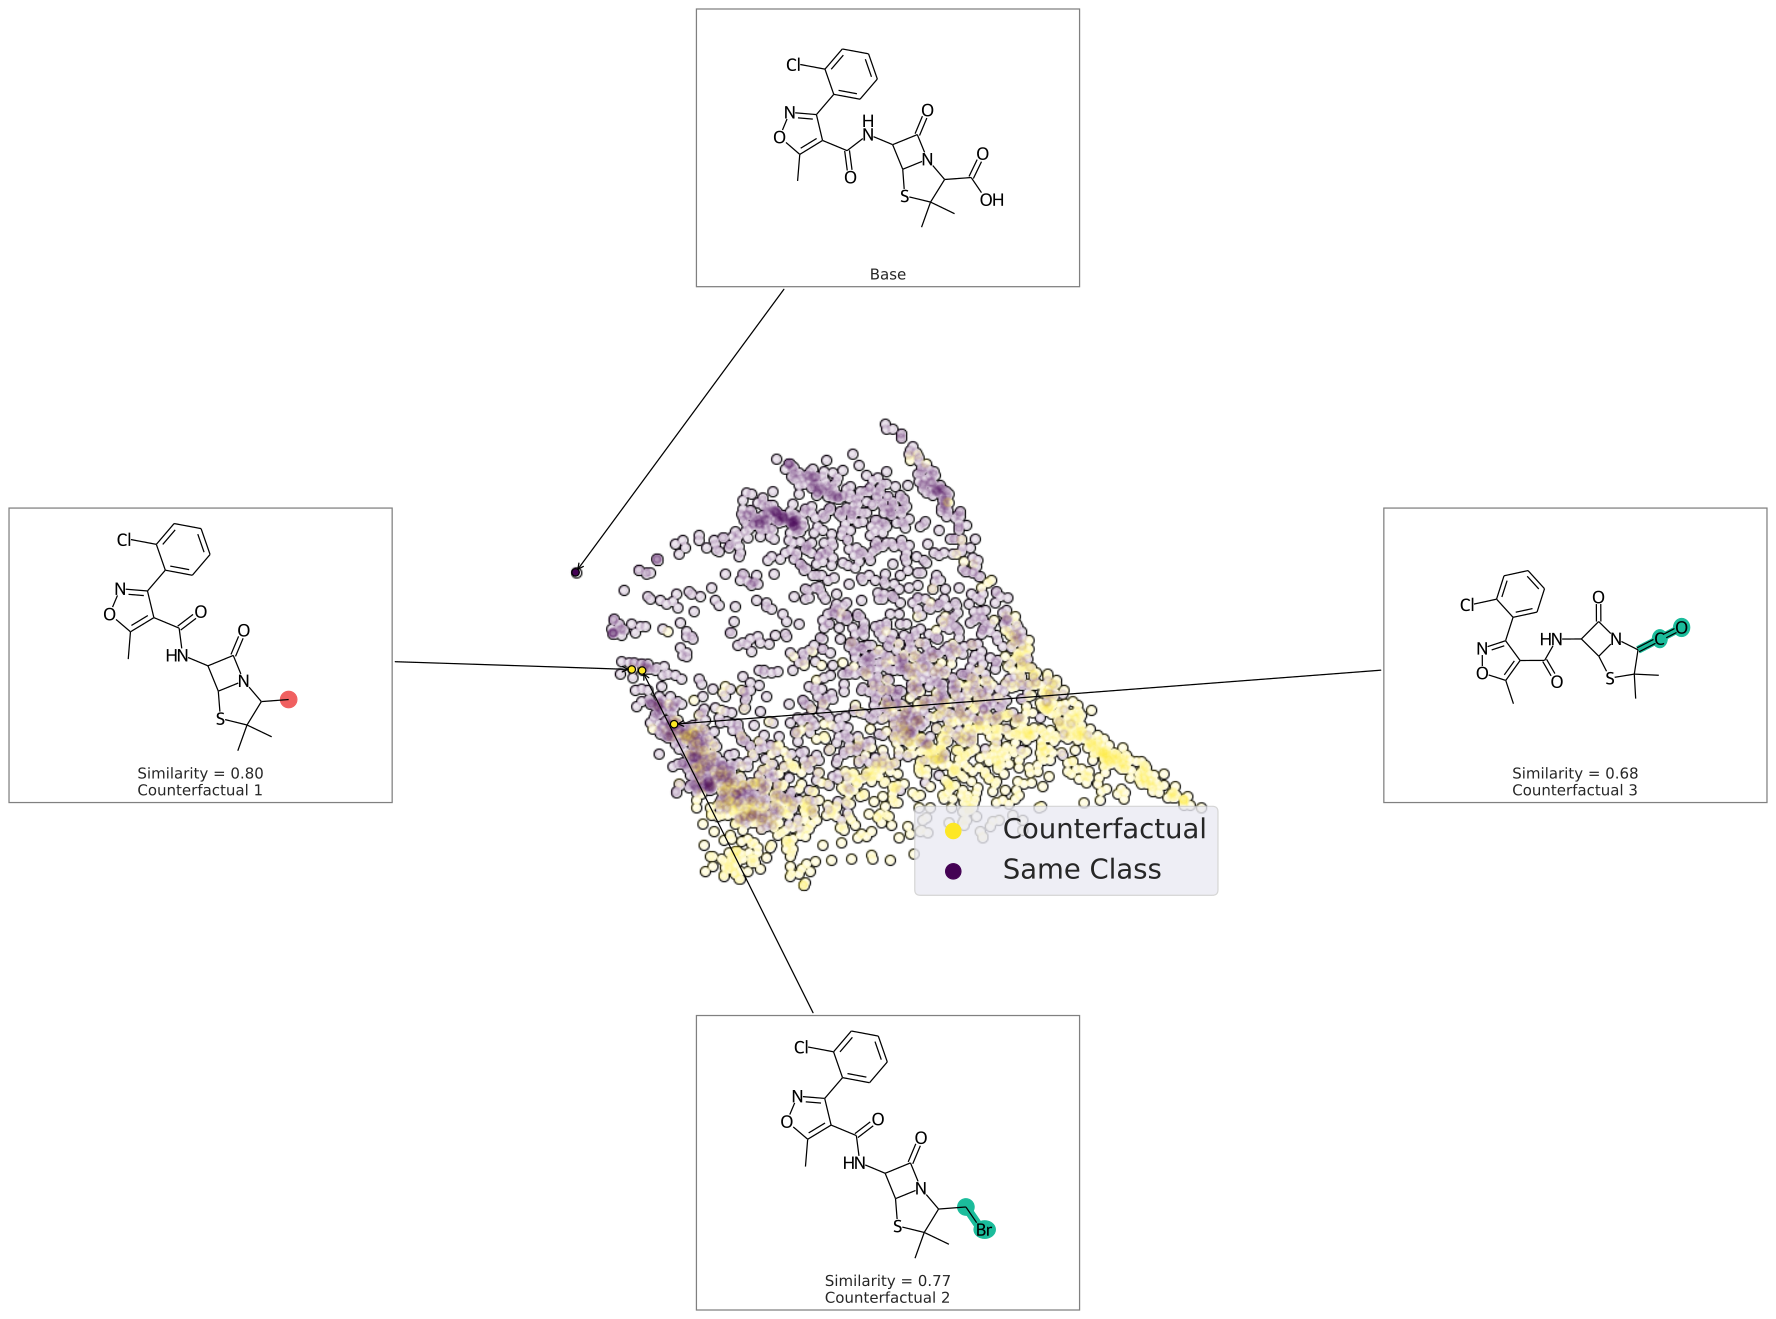 Cl
N
O
H
N
O
O
N
O
OH
S
Base
Cl
N
O
O
HN
O
N
S
Similarity = 0.80
Counterfactual 1
Cl
N
O
HN
O
O
N
C
O
S
Similarity = 0.68
Counterfactual 3
Counterfactual
Same Class
Cl
N
O
O
HN
O
N
S
Br
Similarity = 0.77
Counterfactual 2